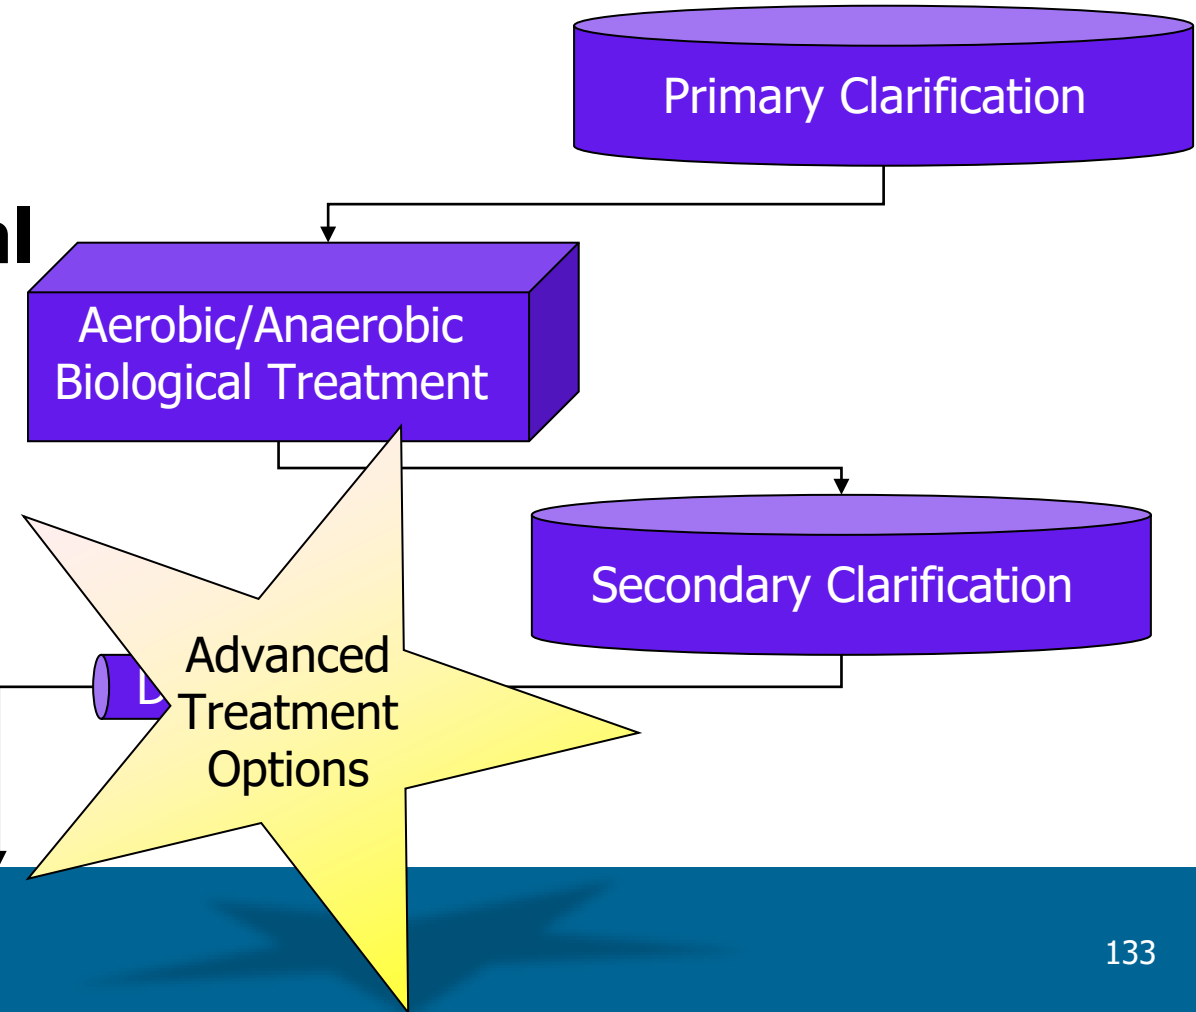 Primary Clarification
Aerobic/Anaerobic
Biological Treatment
Secondary Clarification
Advanced
Treatment
Options
133